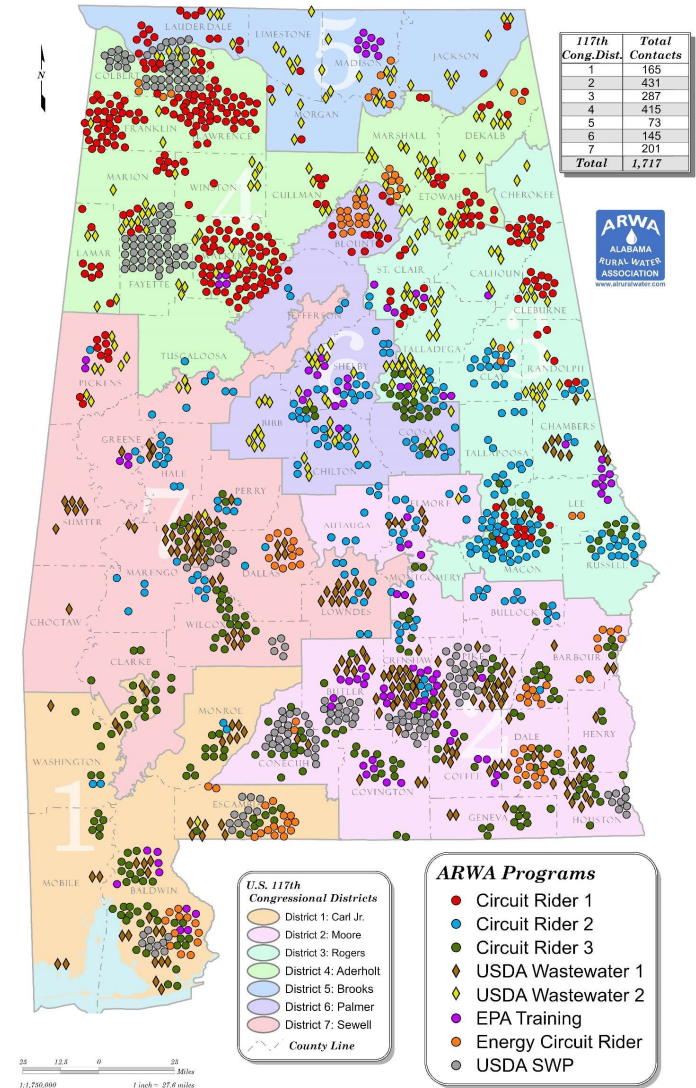 LAUDERDALE
LIMESTONE
MADISON
JACKSON
COLBERT
FRANKLIN
LAWRENCE
MORGAN
MARSHALL
DEKALB
MARION
WINSTON
CULLMAN
ETOWAH
CHEROKEE
LAMAR
FAYETTE
WALKER
BLOUNT
ST. CLAIR
CALHOUN
CLEBURNE
JEFFERSON
TALLADEGA
TUSCALOOSA
PICKENS
SHELBY
CLAY
RANDOLPH
BIBB
COOSA
CHAMBERS
GREENE
HALE
CHILTON
TALLAPOOSA
PERRY
SUMTER
AUTAUGA
ELMORE
LEE
MARENGO
DALLAS
MONTGOMERY
MACON
RUSSELL
LOWNDES
BULLOCK
CHOCTAW
WILCOX
CLARKE
BUTLER
CRENSHAW
PIKE
BARBOUR
MONROE
WASHINGTON
CONECUH
COVINGTON
COFFEE
DALE
HENRY
ESCAMBIA
GENEVA
HOUSTON
MOBILE
BALDWIN
5
4
3
6
7
2
1
N
117th Total
Cong.Dist. Contacts
1 165
2 431
3 287
4 415
5 73
6 145
7 201
Total 1,717
ARWA
ALABAMA
RURAL WATER
ASSOCIATION
www.alruralwater.com
U.S. 117th
Congressional Districts
District 1: Carl Jr.
District 2: Moore
District 3: Rogers
District 4: Aderholt
District 5: Brooks
District 6: Palmer
District 7: Sewell
County Line
ARWA Programs
Circuit Rider 1
Circuit Rider 2
Circuit Rider 3
USDA Wastewater 1
USDA Wastewater 2
EPA Training
Energy Circuit Rider
USDA SWP
25 12.5 0 25
Miles
1:1,750,000 1 inch = 27.6 miles